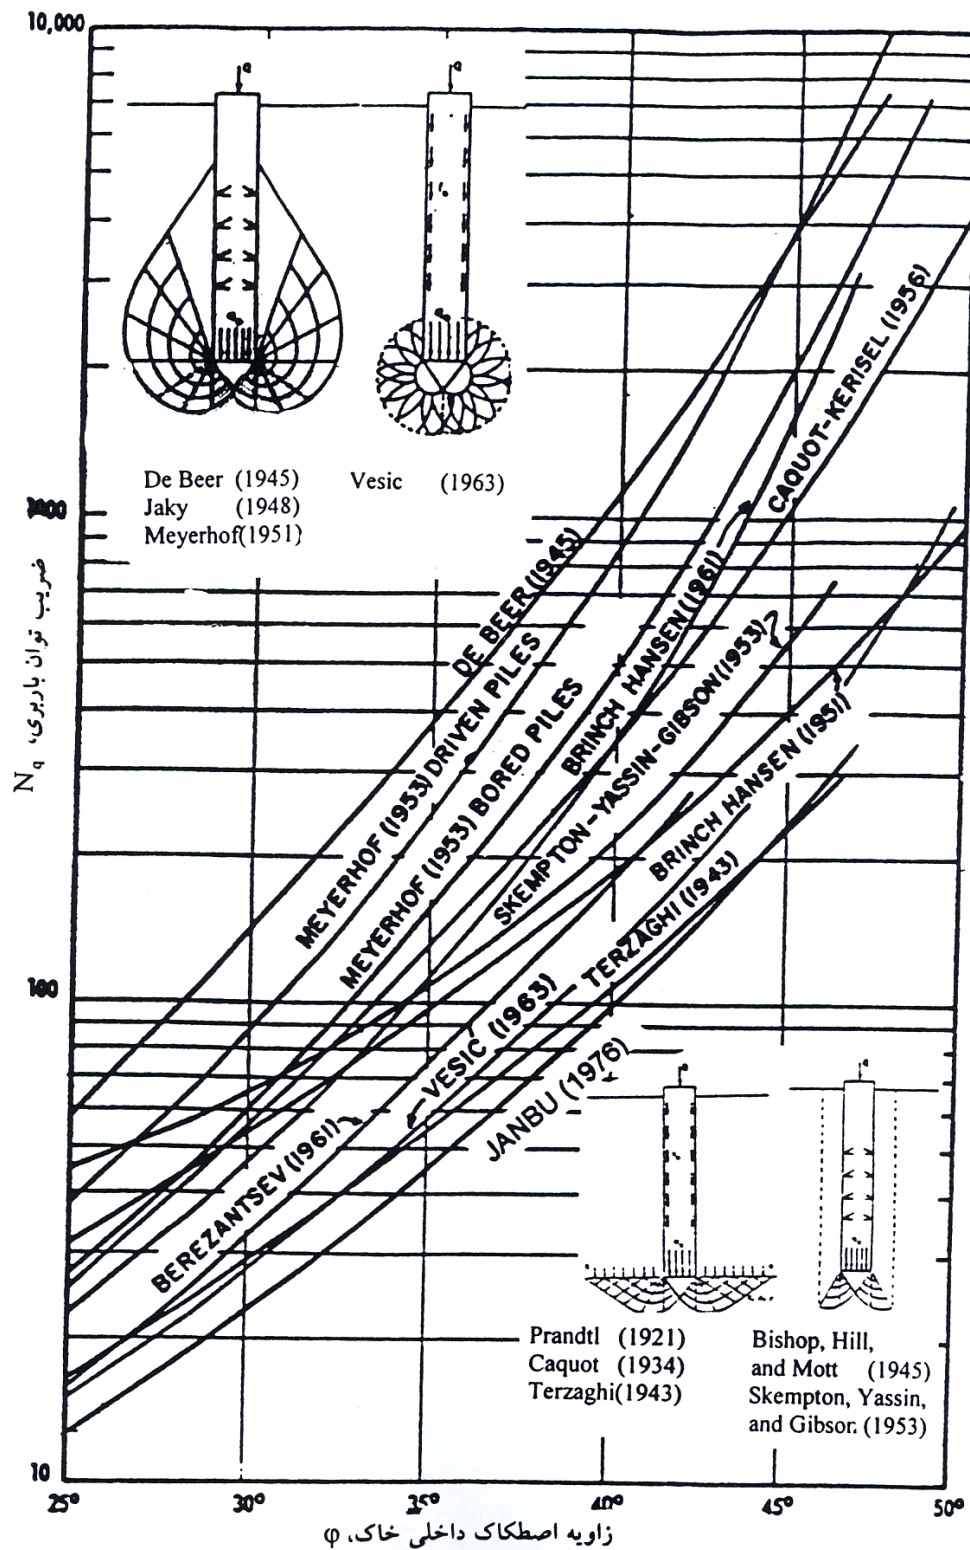 10,000
De Beer (1945)
Jaky (1948)
Meyerhof(1951)
Vesic (1963)
ضریب توان باربری، Nq
100
10
DE BEER (1945)
MEYERHOF (1953) DRIVEN PILES
MEYERHOF (1953) BORED PILES
BRINCH HANSEN (1961)
CAQUOT-KERISEL (1956)
SKEMPTON-YASSIN-GIBSON (1953)
BRINCH HANSEN (1951)
TERZAGHI (1943)
VESIC (1963)
BEREZANTSEV (1961)
JANBU (1976)
Prandtl (1921)
Caquot (1934)
Terzaghi(1943)
Bishop, Hill,
and Mott (1945)
Skempton, Yassin,
and Gibsor. (1953)
25° 30° 35° 40° 45° 50°
زاویه اصطکاک داخلی خاک، φ